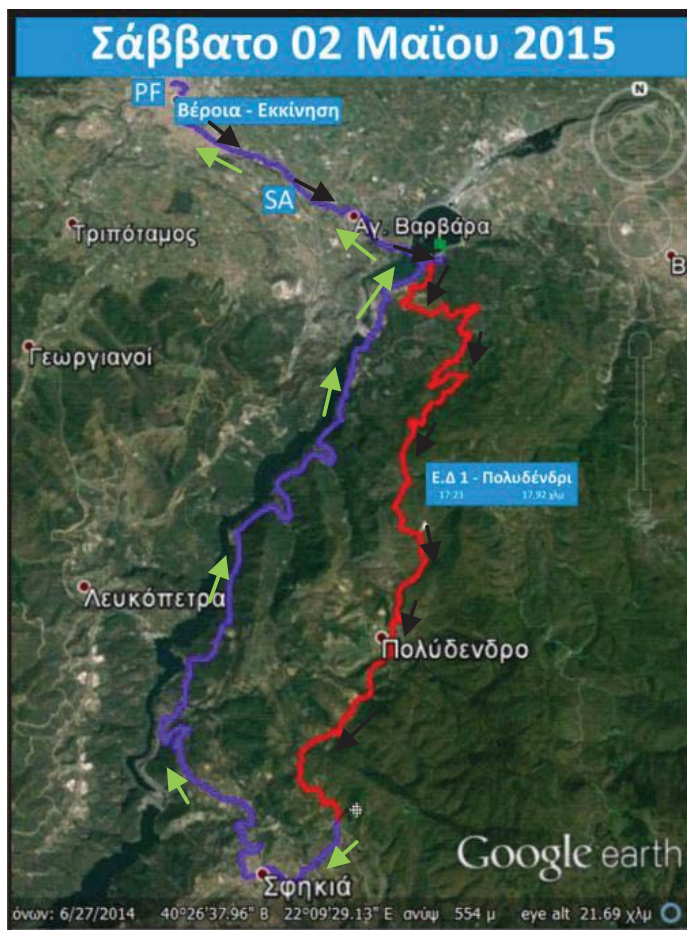 Σάββατο 02 Μαϊου 2015
PF
Βέροια - Εκκίνηση
N
SA
Αγ. Βαρβάρα
Τριπόταμος
Β
Γεωργιανοί
Ε.Δ 1 - Πολυδένδρι
17:21 17,92 χλμ
Λευκόπετρα
Πολύδενδρο
Google earth
Σφηκιά
όνων: 6/27/2014 40°26'37.96" Β 22°09'29.13" Ε ανύψ 554 μ eye alt 21.69 χλμ